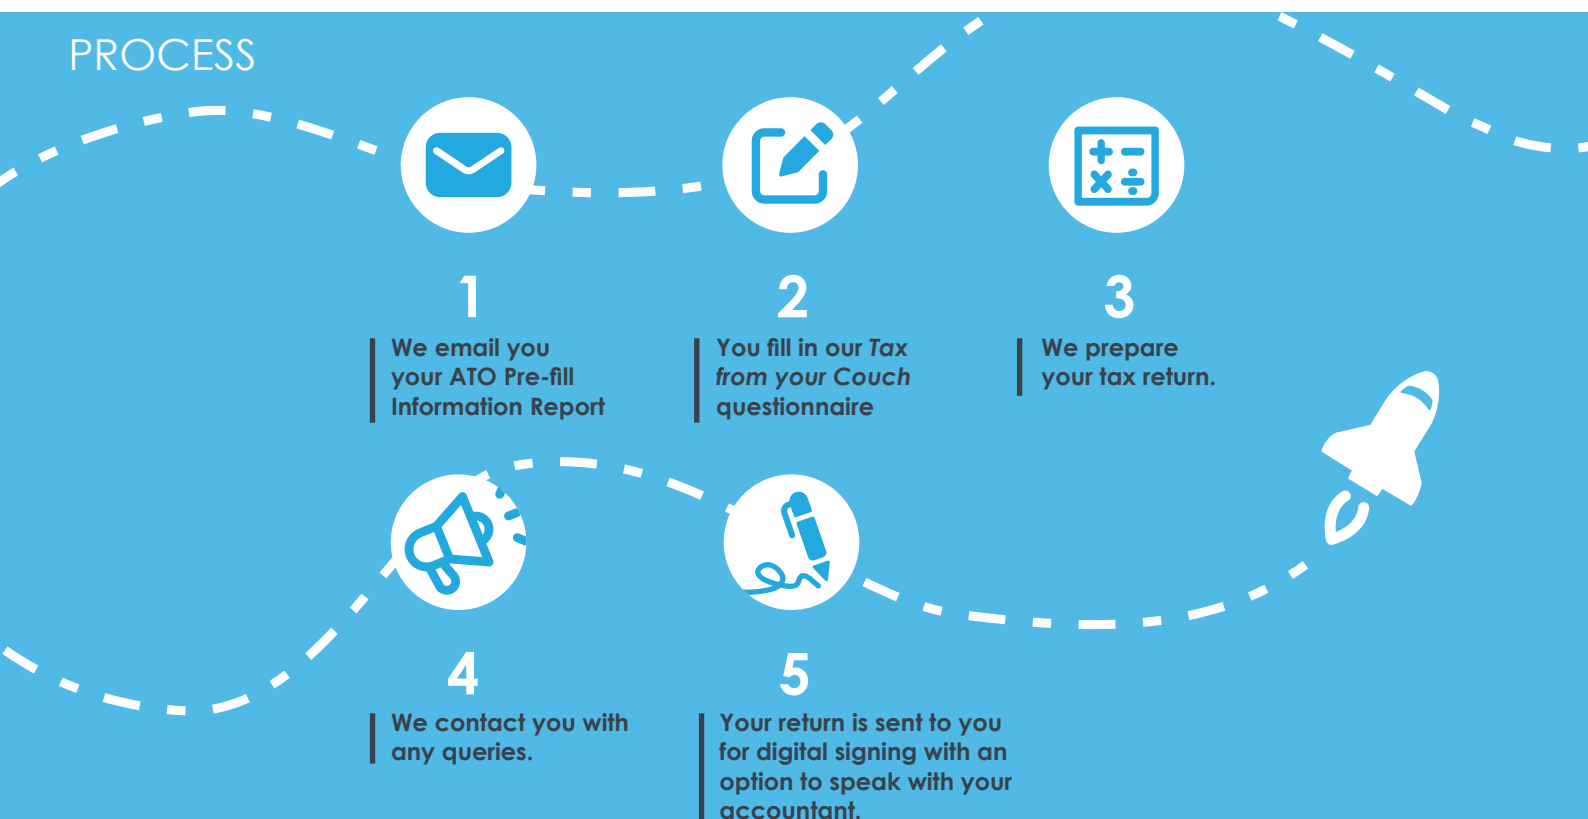 PROCESS
1
We email you
your ATO Pre-fill
Information Report
2
You fill in our Tax
from your Couch
questionnaire
3
We prepare
your tax return.
4
We contact you with
any queries.
5
Your return is sent to you
for digital signing with an
option to speak with your
accountant.